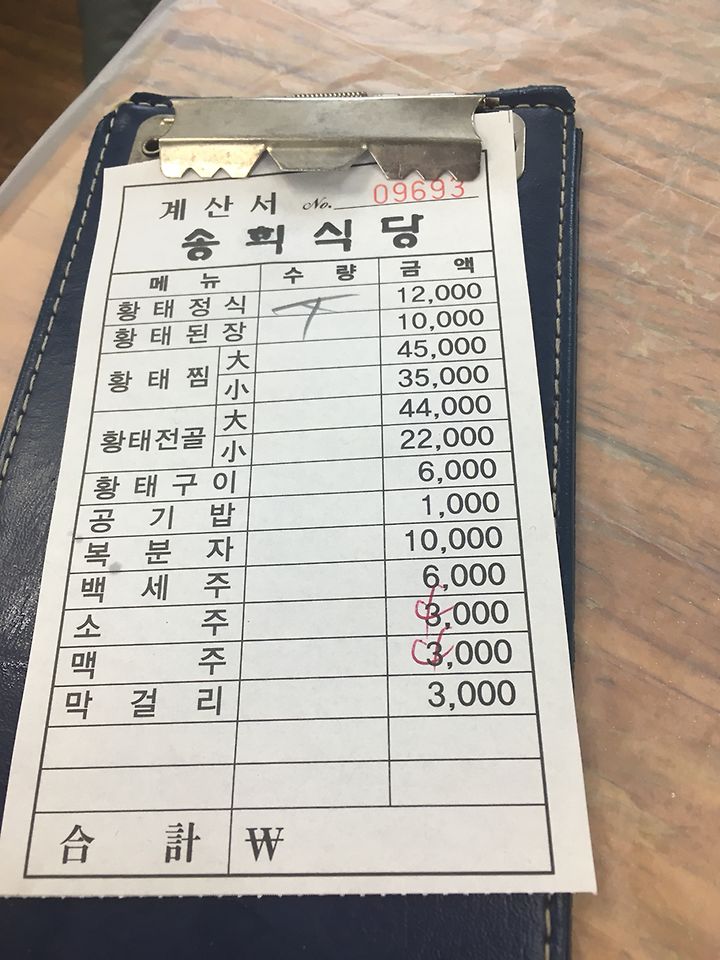 계산서 No. 09693
송희식당
메뉴 수량 금액
황태정식 12,000
황태된장 10,000
황태찜 大 45,000
小 35,000
황태전골 大 44,000
小 22,000
황태구이 6,000
공기밥 1,000
복분자 10,000
백세주 6,000
소주 3,000
맥주 3,000
막걸리 3,000
合計 ₩